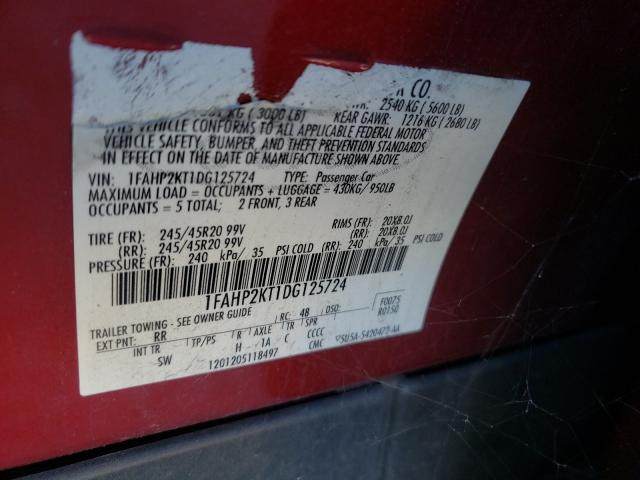 CO.
2540 KG ( 5600 LB)
KG ( 3000 LB) REAR GAWR: 1216 KG ( 2680 LB)
THIS VEHICLE CONFORMS TO ALL APPLICABLE FEDERAL MOTOR
VEHICLE SAFETY, BUMPER, AND THEFT PREVENTION STANDARDS
IN EFFECT ON THE DATE OF MANUFACTURE SHOWN ABOVE.
VIN: 1FAHP2KT1DG125724 TYPE: Passenger Car
MAXIMUM LOAD = OCCUPANTS + LUGGAGE = 430KG/950LB
OCCUPANTS = 5 TOTAL; 2 FRONT, 3 REAR
TIRE (FR): 245/45R20 99V RIMS (FR): 20X8.0J
(RR): 245/45R20 99V (RR): 20X8.0J
PRESSURE (FR): 240 kPa/ 35 PSI COLD (RR): 240 kPa/ 35 PSI COLD
1FAHP2KT1DG125724
TRAILER TOWING - SEE OWNER GUIDE RC: 48 DSO: F0075
R0150
EXT PNT: RR
INT TR TP/PS R AXLE TR SPR
SW H 1A C CCCC
1201205118497 CMC